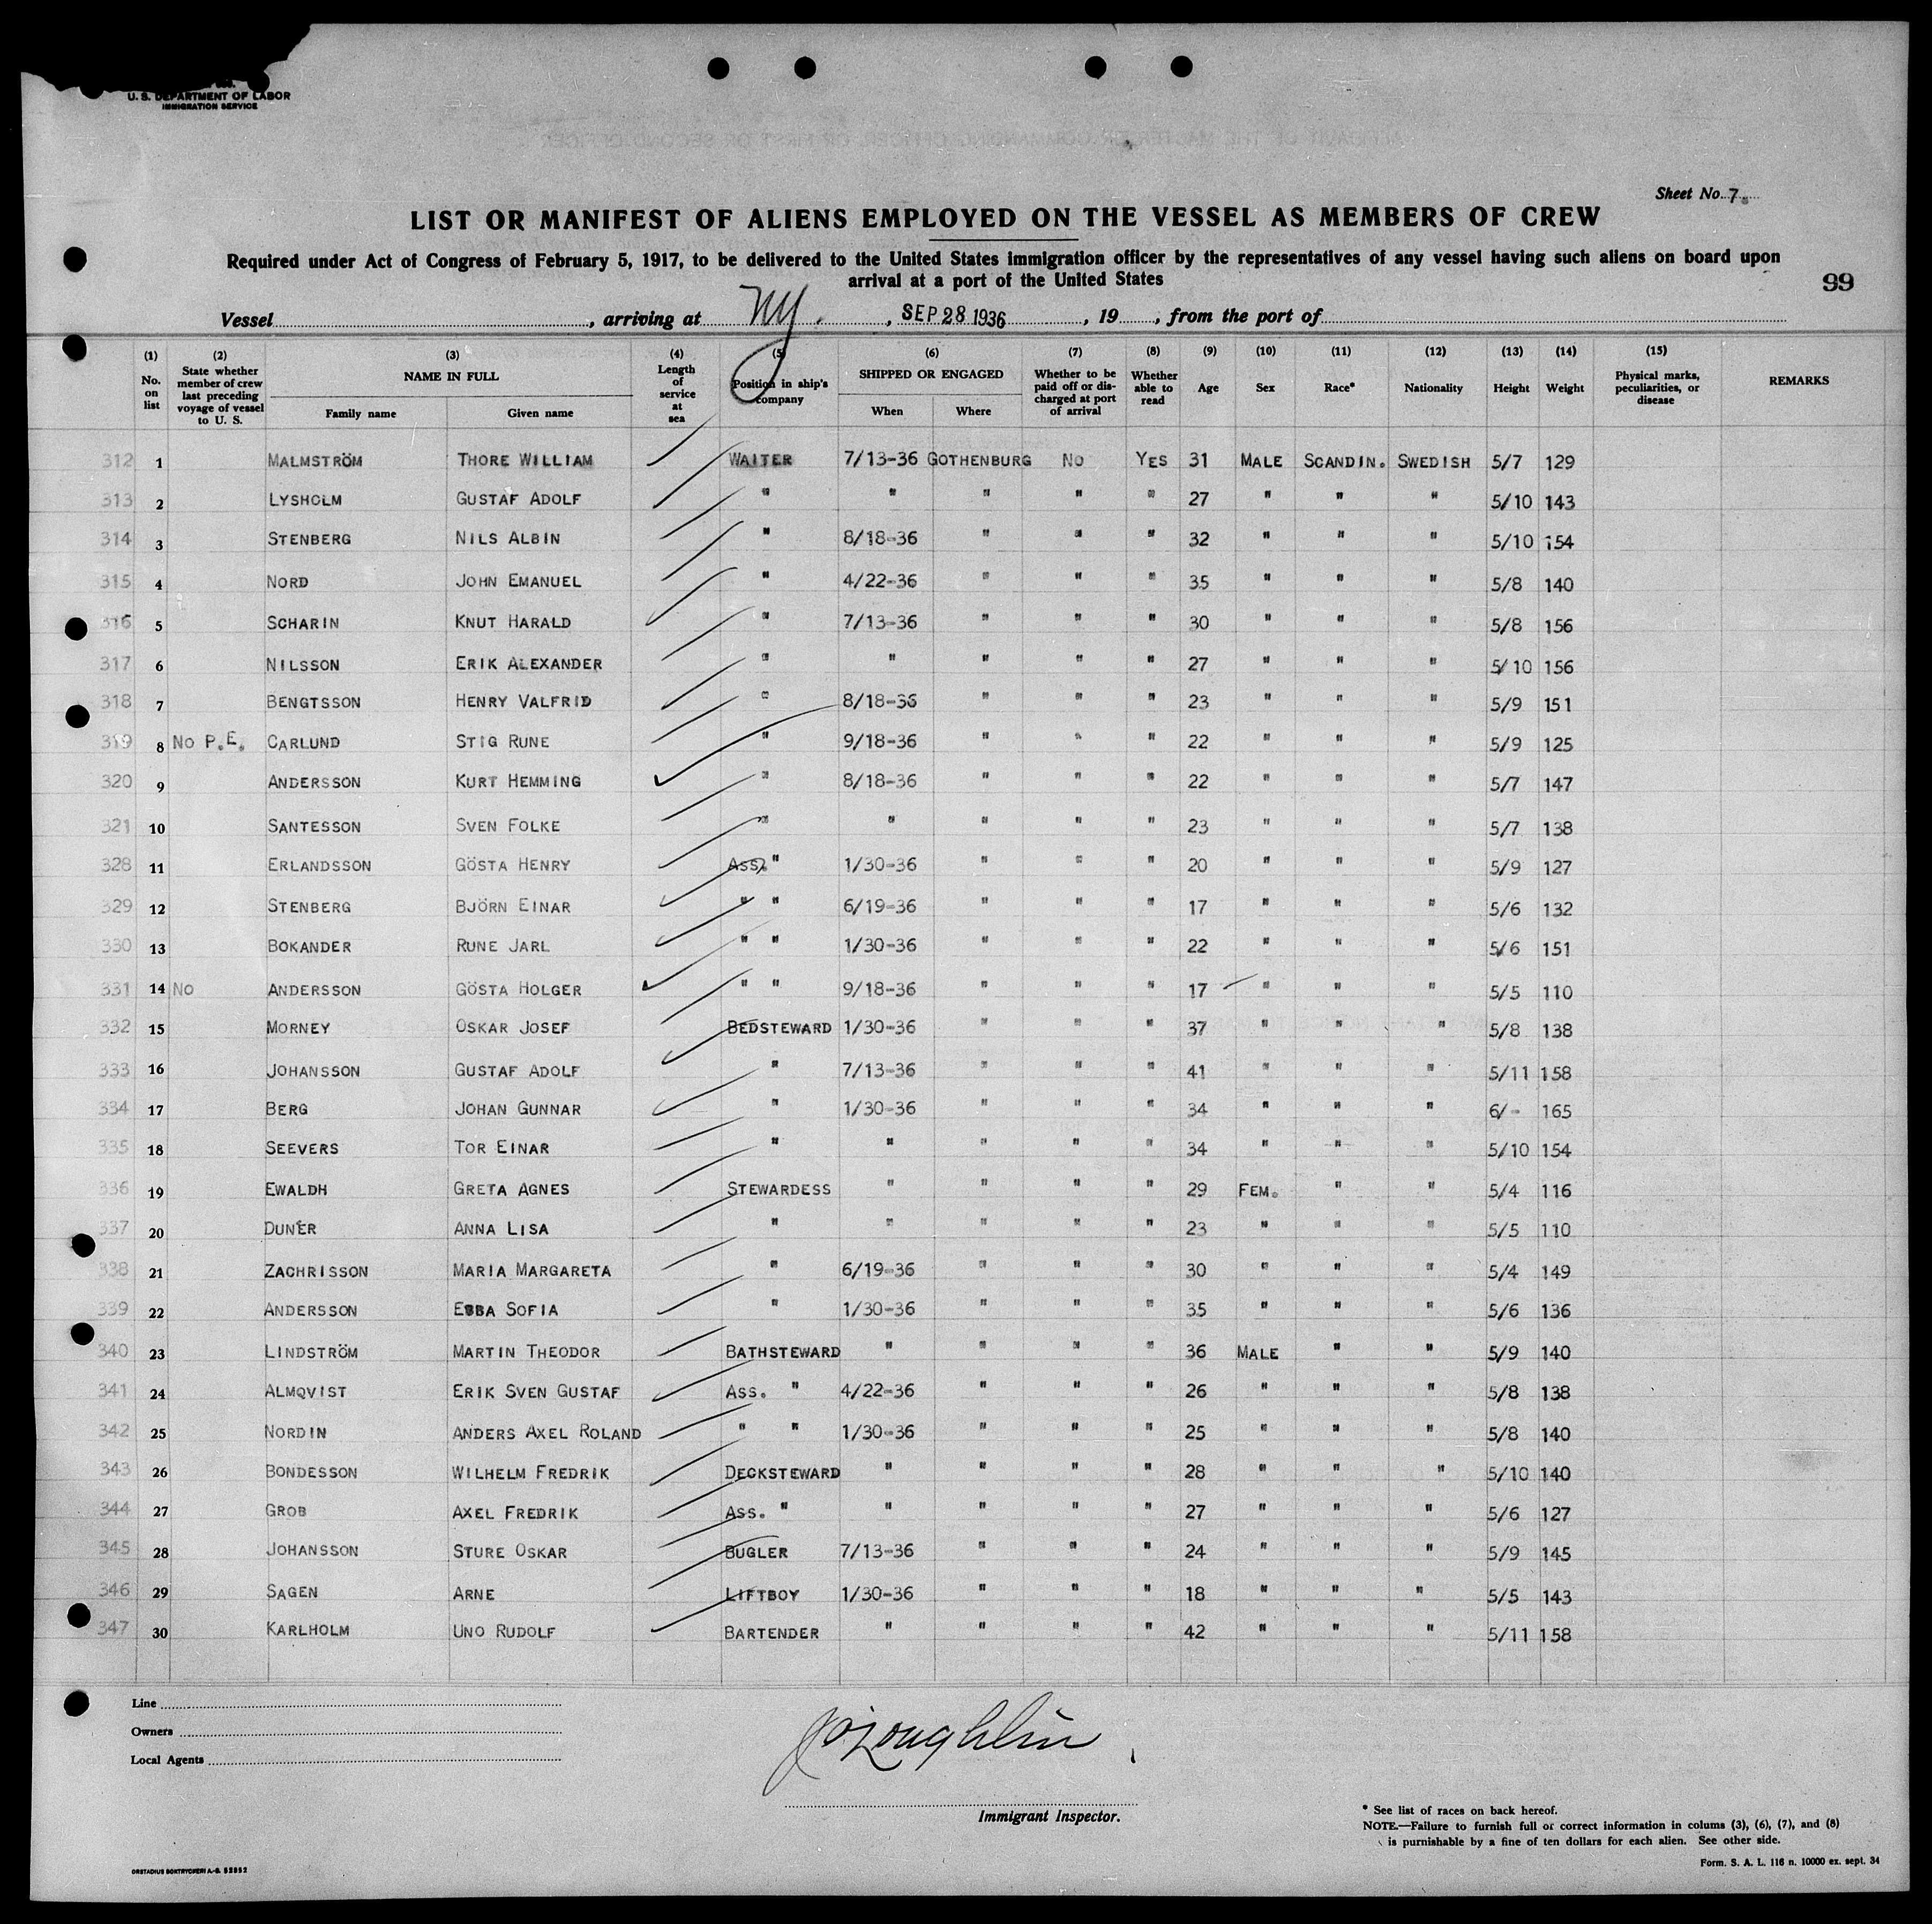 U. S. DEPARTMENT OF LABOR
IMMIGRATION SERVICE
Sheet No. 7.
LIST OR MANIFEST OF ALIENS EMPLOYED ON THE VESSEL AS MEMBERS OF CREW
Required under Act of Congress of February 5, 1917, to be delivered to the United States immigration officer by the representatives of any vessel having such aliens on board upon
arrival at a port of the United States
99
Vessel , arriving at NY. , SEP 28 1936 , 19 , from the port of
(1) No. on list (2) State whether member of crew last preceding voyage of vessel to U. S. (3) NAME IN FULL Family name Given name (4) Length of service at sea (5) Position in ship's company (6) SHIPPED OR ENGAGED When Where (7) Whether to be paid off or discharged at port of arrival (8) Whether able to read (9) Age (10) Sex (11) Race* (12) Nationality (13) Height (14) Weight (15) Physical marks, peculiarities, or disease REMARKS
312 1 MALMSTRÖM THORE WILLIAM WAITER 7/13-36 GOTHENBURG NO YES 31 MALE SCANDIN. SWEDISH 5/7 129
313 2 LYSHOLM GUSTAF ADOLF " " " " " 27 " " " 5/10 143
314 3 STENBERG NILS ALBIN " 8/18-36 " " " 32 " " " 5/10 154
315 4 NORD JOHN EMANUEL " 4/22-36 " " " 35 " " " 5/8 140
316 5 SCHARIN KNUT HARALD " 7/13-36 " " " 30 " " " 5/8 156
317 6 NILSSON ERIK ALEXANDER " " " " " 27 " " " 5/10 156
318 7 BENGTSSON HENRY VALFRID " 8/18-36 " " " 23 " " " 5/9 151
319 8 NO P.E. CARLUND STIG RUNE " 9/18-36 " " " 22 " " " 5/9 125
320 9 ANDERSSON KURT HEMMING " 8/18-36 " " " 22 " " " 5/7 147
321 10 SANTESSON SVEN FOLKE " " " " " 23 " " " 5/7 138
328 11 ERLANDSSON GÖSTA HENRY ASS. " 1/30-36 " " " 20 " " " 5/9 127
329 12 STENBERG BJÖRN EINAR " " 6/19-36 " " " 17 " " " 5/6 132
330 13 BOKANDER RUNE JARL " " 1/30-36 " " " 22 " " " 5/6 151
331 14 NO ANDERSSON GÖSTA HOLGER " " 9/18-36 " " " 17 " " " 5/5 110
332 15 MORNEY OSKAR JOSEF BEDSTEWARD 1/30-36 " " " 37 " " " 5/8 138
333 16 JOHANSSON GUSTAF ADOLF " 7/13-36 " " " 41 " " " 5/11 158
334 17 BERG JOHAN GUNNAR " 1/30-36 " " " 34 " " " 6/- 165
335 18 SEEVERS TOR EINAR " " " " " 34 " " " 5/10 154
336 19 EWALDH GRETA AGNES STEWARDESS " " " " 29 FEM. " " 5/4 116
337 20 DUNÉR ANNA LISA " " " " " 23 " " " 5/5 110
338 21 ZACHRISSON MARIA MARGARETA " 6/19-36 " " " 30 " " " 5/4 149
339 22 ANDERSSON EBBA SOFIA " 1/30-36 " " " 35 " " " 5/6 136
340 23 LINDSTRÖM MARTIN THEODOR BATHSTEWARD " " " " 36 MALE " " 5/9 140
341 24 ALMQVIST ERIK SVEN GUSTAF ASS. " 4/22-36 " " " 26 " " " 5/8 138
342 25 NORDIN ANDERS AXEL ROLAND " " 1/30-36 " " " 25 " " " 5/8 140
343 26 BONDESSON WILHELM FREDRIK DECKSTEWARD " " " " 28 " " " 5/10 140
344 27 GROB AXEL FREDRIK ASS. " " " " " 27 " " " 5/6 127
345 28 JOHANSSON STURE OSKAR BUGLER 7/13-36 " " " 24 " " " 5/9 145
346 29 SAGEN ARNE LIFTBOY 1/30-36 " " " 18 " " " 5/5 143
347 30 KARLHOLM UNO RUDOLF BARTENDER " " " " 42 " " " 5/11 158
Line
Owners
Local Agents
JO'Loughlin
Immigrant Inspector.
* See list of races on back hereof.
NOTE.—Failure to furnish full or correct information in colums (3), (6), (7), and (8)
is punishable by a fine of ten dollars for each alien. See other side.
Form. S. A. L. 116 n. 10000 ex. sept. 34